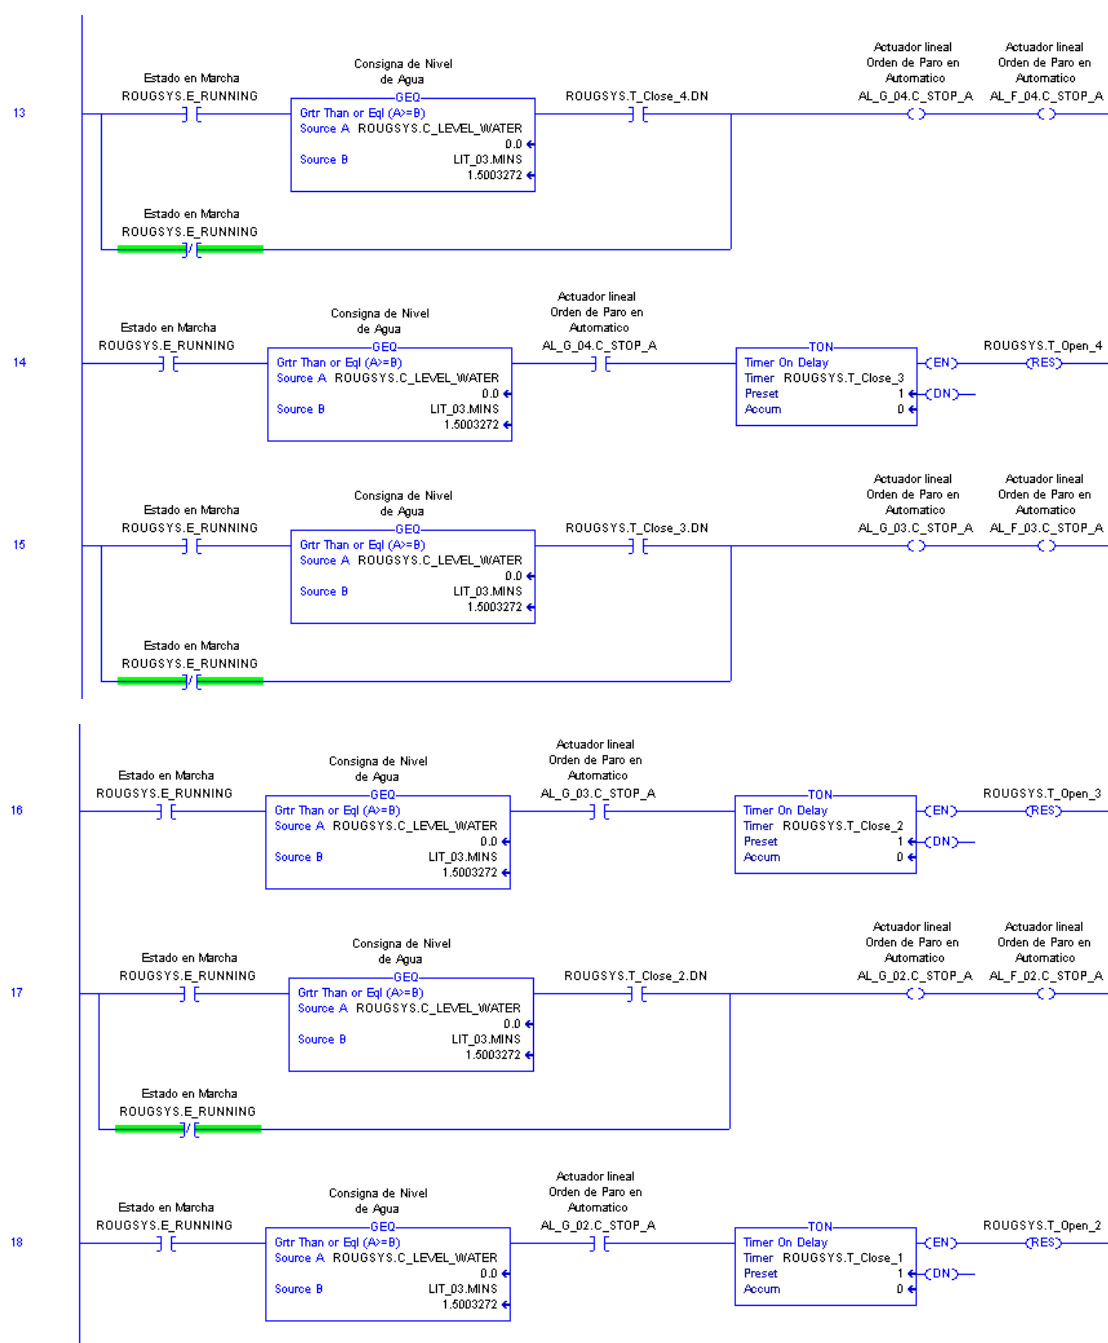 13
Estado en Marcha
ROUGSYS.E_RUNNING
Consigna de Nivel
de Agua
GEQ
Grtr Than or Eql (A>=B)
Source A ROUGSYS.C_LEVEL_WATER
0.0
Source B LIT_03.MINS
1.5003272
ROUGSYS.T_Close_4.DN
Actuador lineal
Orden de Paro en
Automatico
AL_G_04.C_STOP_A
Actuador lineal
Orden de Paro en
Automatico
AL_F_04.C_STOP_A
Estado en Marcha
ROUGSYS.E_RUNNING
14
Estado en Marcha
ROUGSYS.E_RUNNING
Consigna de Nivel
de Agua
GEQ
Grtr Than or Eql (A>=B)
Source A ROUGSYS.C_LEVEL_WATER
0.0
Source B LIT_03.MINS
1.5003272
Actuador lineal
Orden de Paro en
Automatico
AL_G_04.C_STOP_A
TON
Timer On Delay
Timer ROUGSYS.T_Close_3
Preset 1
Accum 0
EN
DN
ROUGSYS.T_Open_4
RES
15
Estado en Marcha
ROUGSYS.E_RUNNING
Consigna de Nivel
de Agua
GEQ
Grtr Than or Eql (A>=B)
Source A ROUGSYS.C_LEVEL_WATER
0.0
Source B LIT_03.MINS
1.5003272
ROUGSYS.T_Close_3.DN
Actuador lineal
Orden de Paro en
Automatico
AL_G_03.C_STOP_A
Actuador lineal
Orden de Paro en
Automatico
AL_F_03.C_STOP_A
Estado en Marcha
ROUGSYS.E_RUNNING
16
Estado en Marcha
ROUGSYS.E_RUNNING
Consigna de Nivel
de Agua
GEQ
Grtr Than or Eql (A>=B)
Source A ROUGSYS.C_LEVEL_WATER
0.0
Source B LIT_03.MINS
1.5003272
Actuador lineal
Orden de Paro en
Automatico
AL_G_03.C_STOP_A
TON
Timer On Delay
Timer ROUGSYS.T_Close_2
Preset 1
Accum 0
EN
DN
ROUGSYS.T_Open_3
RES
17
Estado en Marcha
ROUGSYS.E_RUNNING
Consigna de Nivel
de Agua
GEQ
Grtr Than or Eql (A>=B)
Source A ROUGSYS.C_LEVEL_WATER
0.0
Source B LIT_03.MINS
1.5003272
ROUGSYS.T_Close_2.DN
Actuador lineal
Orden de Paro en
Automatico
AL_G_02.C_STOP_A
Actuador lineal
Orden de Paro en
Automatico
AL_F_02.C_STOP_A
Estado en Marcha
ROUGSYS.E_RUNNING
18
Estado en Marcha
ROUGSYS.E_RUNNING
Consigna de Nivel
de Agua
GEQ
Grtr Than or Eql (A>=B)
Source A ROUGSYS.C_LEVEL_WATER
0.0
Source B LIT_03.MINS
1.5003272
Actuador lineal
Orden de Paro en
Automatico
AL_G_02.C_STOP_A
TON
Timer On Delay
Timer ROUGSYS.T_Close_1
Preset 1
Accum 0
EN
DN
ROUGSYS.T_Open_2
RES